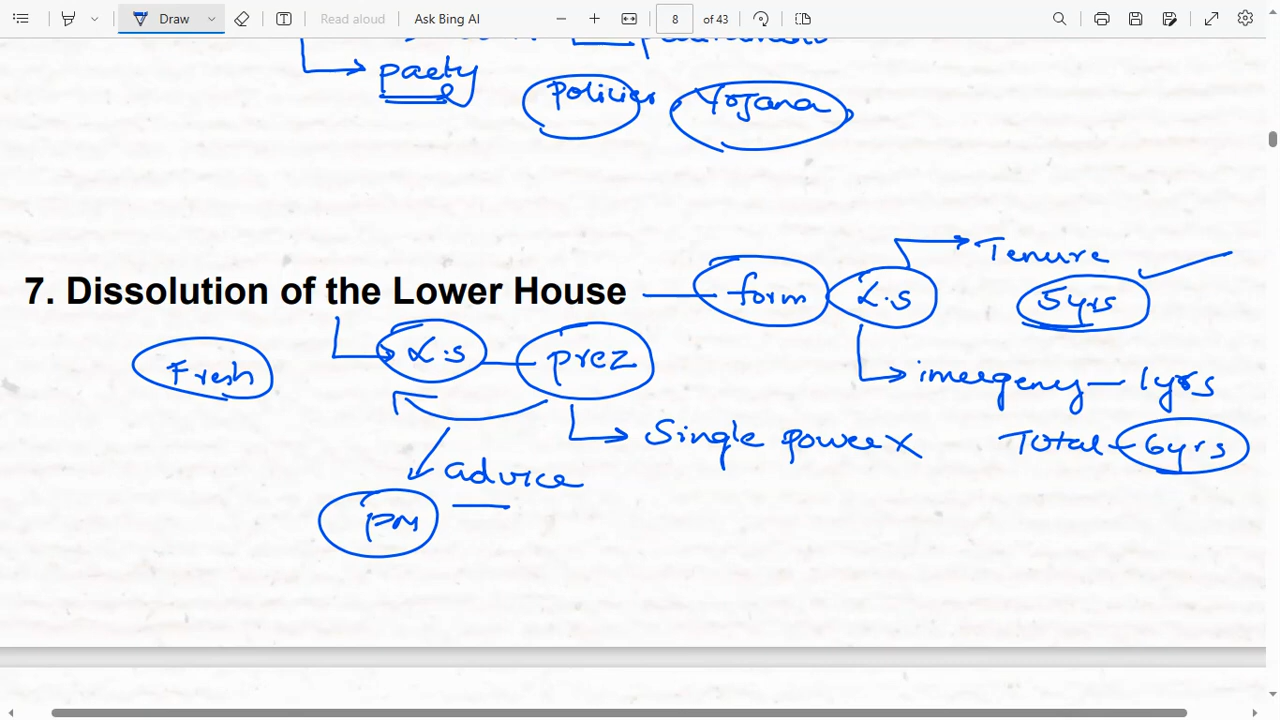 Draw
Read aloud
Ask Bing AI
8 of 43
paety
Policies Yojana
Tenure
7. Dissolution of the Lower House form L.S 5yrs
Fresh L.S prez
imergency 1yrs
Single power X Total 6yrs
advice
PM